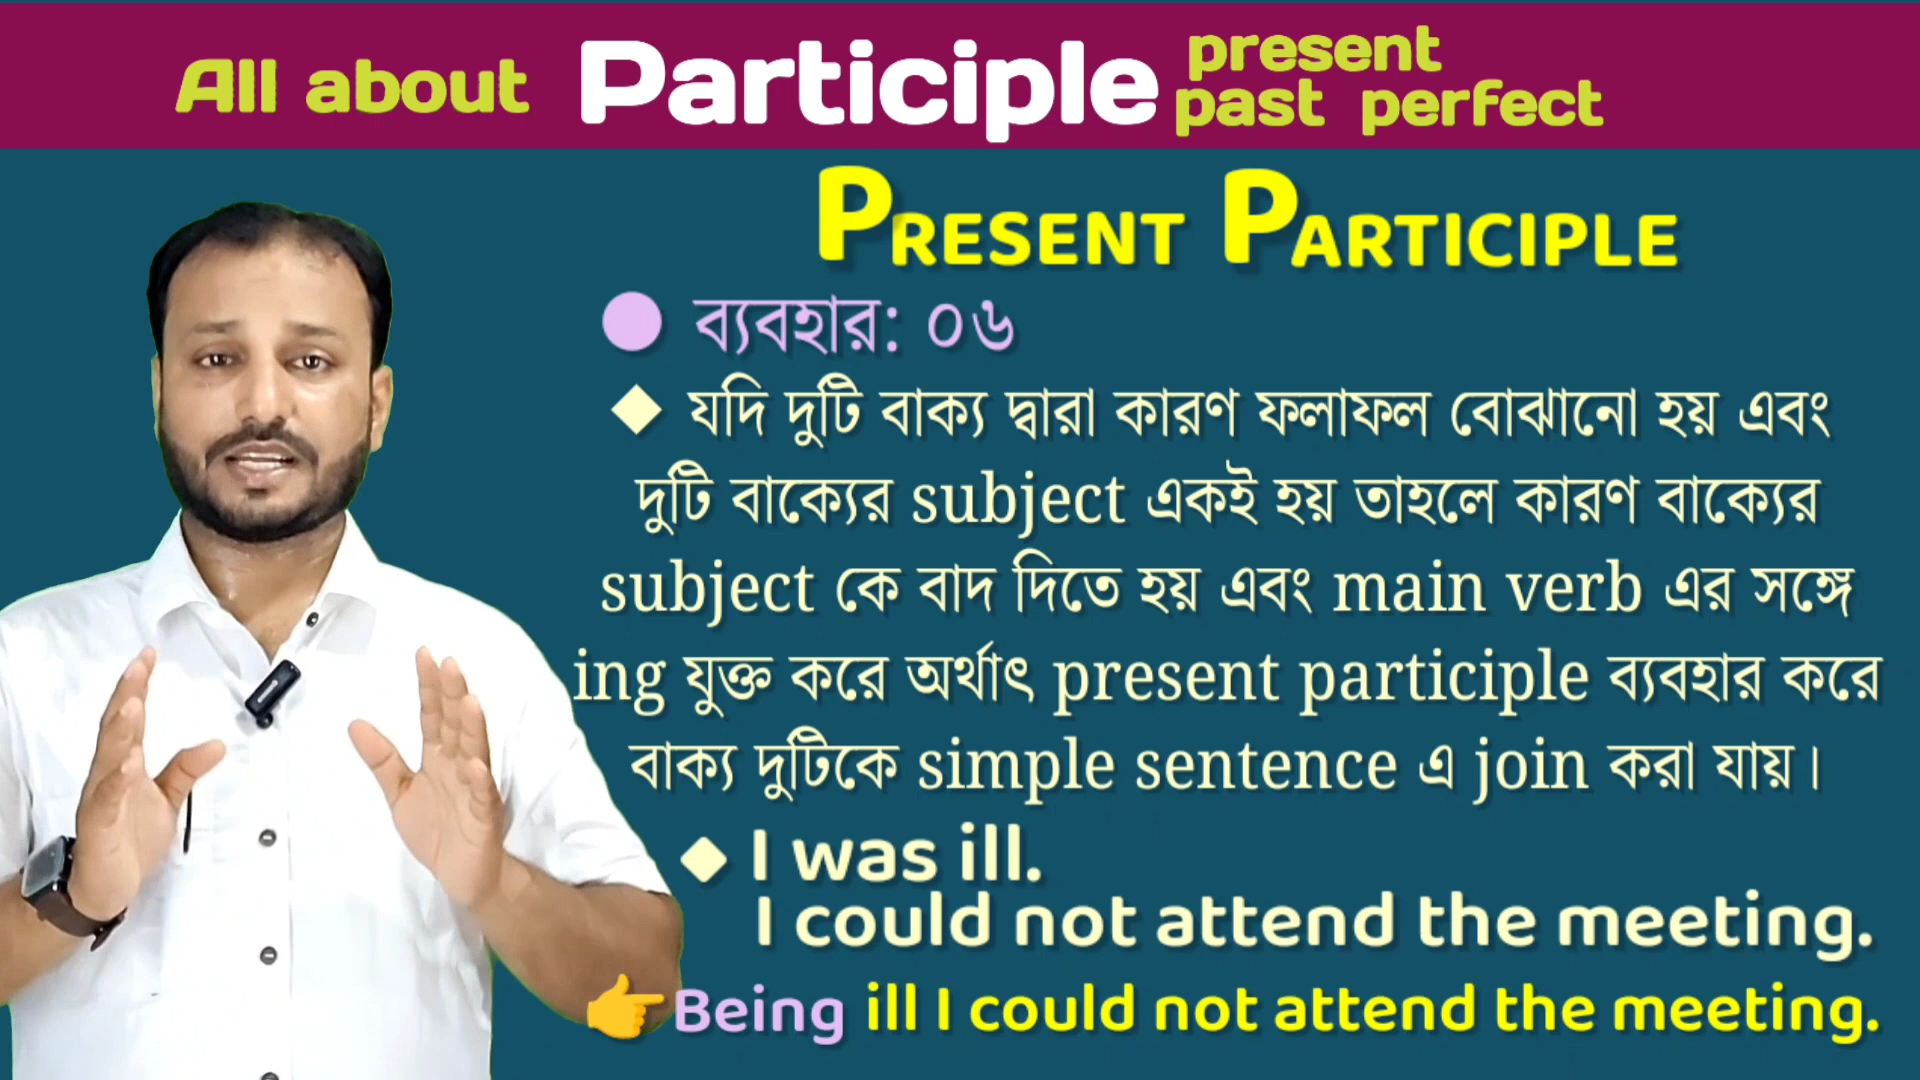 All about Participle present
past perfect
PRESENT PARTICIPLE
ব্যবহার: ০৬
যদি দুটি বাক্য দ্বারা কারণ ফলাফল বোঝানো হয় এবং
দুটি বাক্যের subject একই হয় তাহলে কারণ বাক্যের
subject কে বাদ দিতে হয় এবং main verb এর সঙ্গে
ing যুক্ত করে অর্থাৎ present participle ব্যবহার করে
বাক্য দুটিকে simple sentence এ join করা যায়।
I was ill.
I could not attend the meeting.
Being ill I could not attend the meeting.